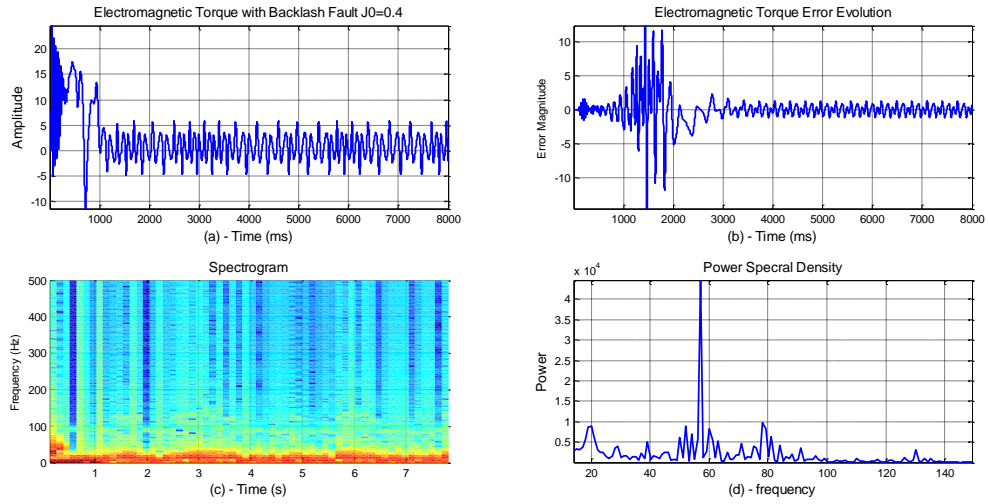 Electromagnetic Torque with Backlash Fault J0=0.4
Amplitude
20
15
10
5
0
-5
-10
1000 2000 3000 4000 5000 6000 7000 8000
(a) - Time (ms)
Electromagnetic Torque Error Evolution
Error Magnitude
10
5
0
-5
-10
1000 2000 3000 4000 5000 6000 7000 8000
(b) - Time (ms)
Spectrogram
Frequency (Hz)
500
400
300
200
100
0
1 2 3 4 5 6 7
(c) - Time (s)
Power Specral Density
x 10^4
Power
4
3.5
3
2.5
2
1.5
1
0.5
20 40 60 80 100 120 140
(d) - frequency